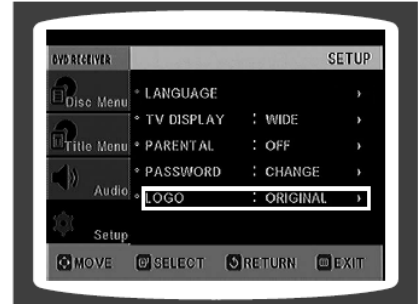 DVD RECEIVER SETUP
Disc Menu
LANGUAGE
TV DISPLAY : WIDE
Title Menu
PARENTAL : OFF
PASSWORD : CHANGE
Audio
LOGO : ORIGINAL
Setup
MOVE SELECT RETURN EXIT